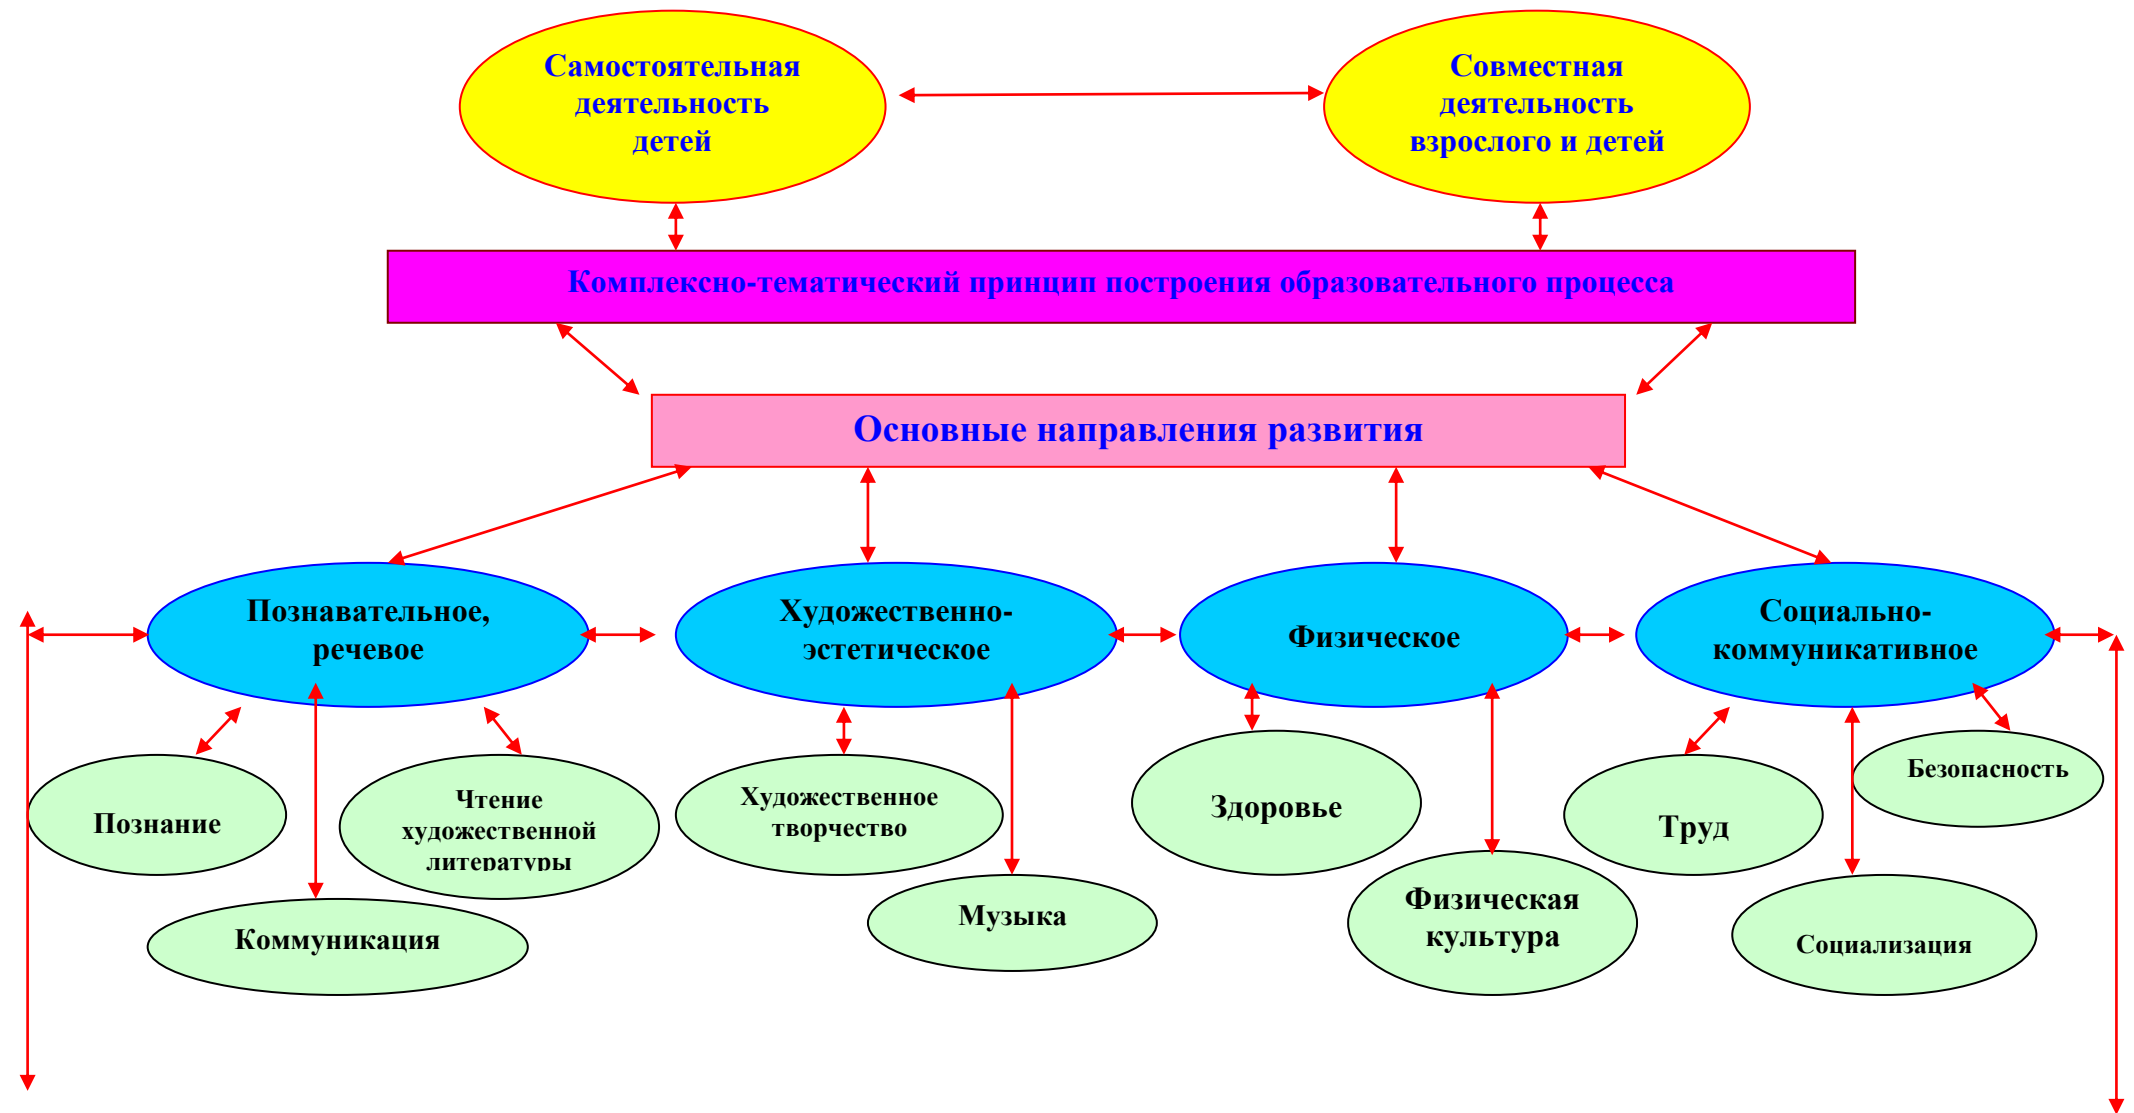 Самостоятельная
деятельность
детей
Совместная
деятельность
взрослого и детей
Комплексно-тематический принцип построения образовательного процесса
Основные направления развития
Познавательное,
речевое
Художественно-
эстетическое
Физическое
Социально-
коммуникативное
Познание
Чтение
художественной
литературы
Коммуникация
Художественное
творчество
Музыка
Здоровье
Физическая
культура
Труд
Безопасность
Социализация